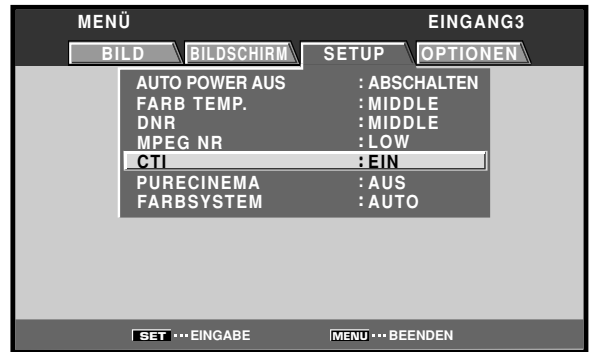 MENÜ EINGANG3
BILD BILDSCHIRM SETUP OPTIONEN
AUTO POWER AUS : ABSCHALTEN
FARB TEMP. : MIDDLE
DNR : MIDDLE
MPEG NR : LOW
CTI : EIN
PURECINEMA : AUS
FARBSYSTEM : AUTO
SET ··· EINGABE MENU ··· BEENDEN